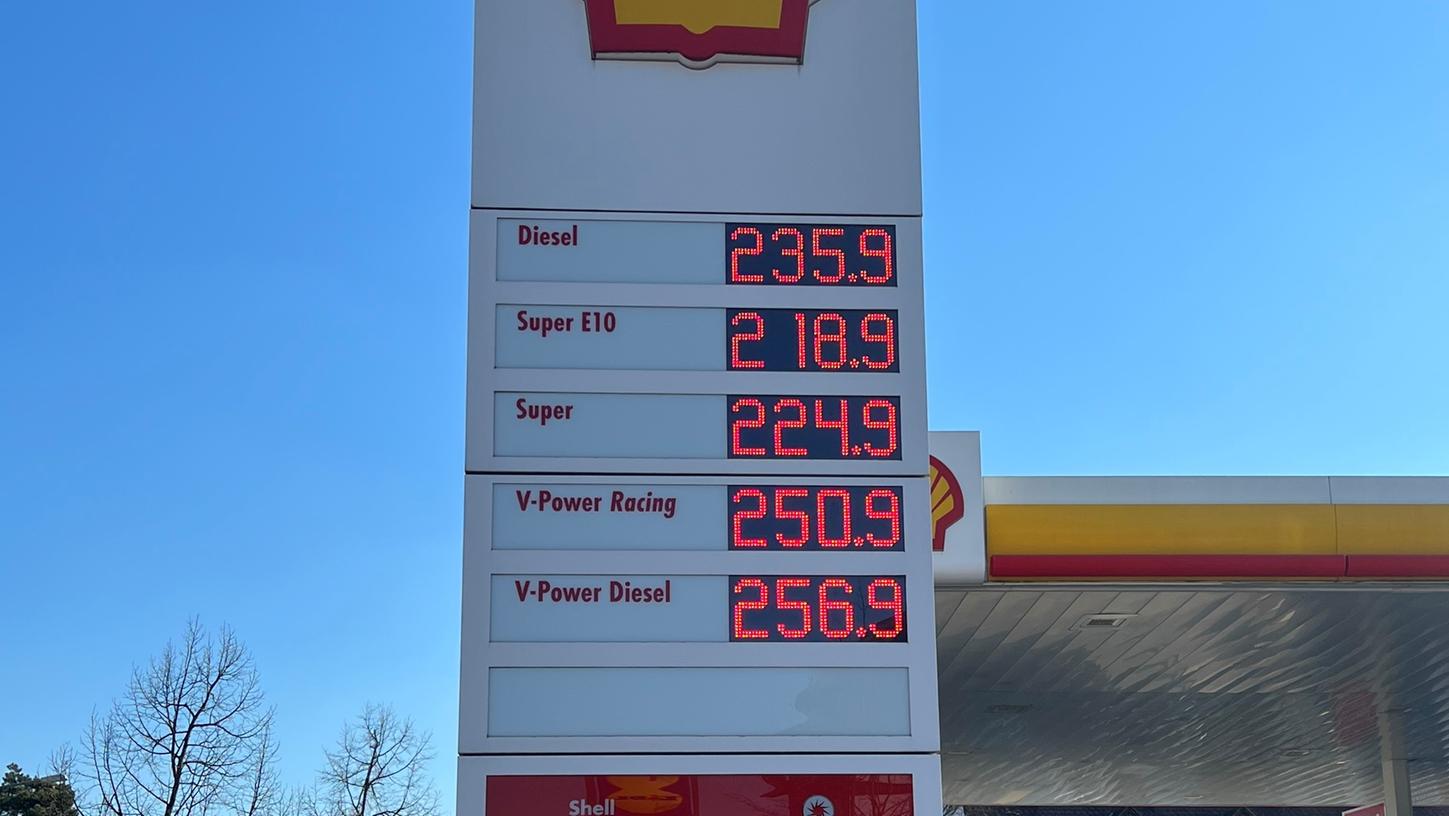 Diesel 235.9
Super E10 218.9
Super 224.9
V-Power Racing 250.9
V-Power Diesel 256.9
Shell